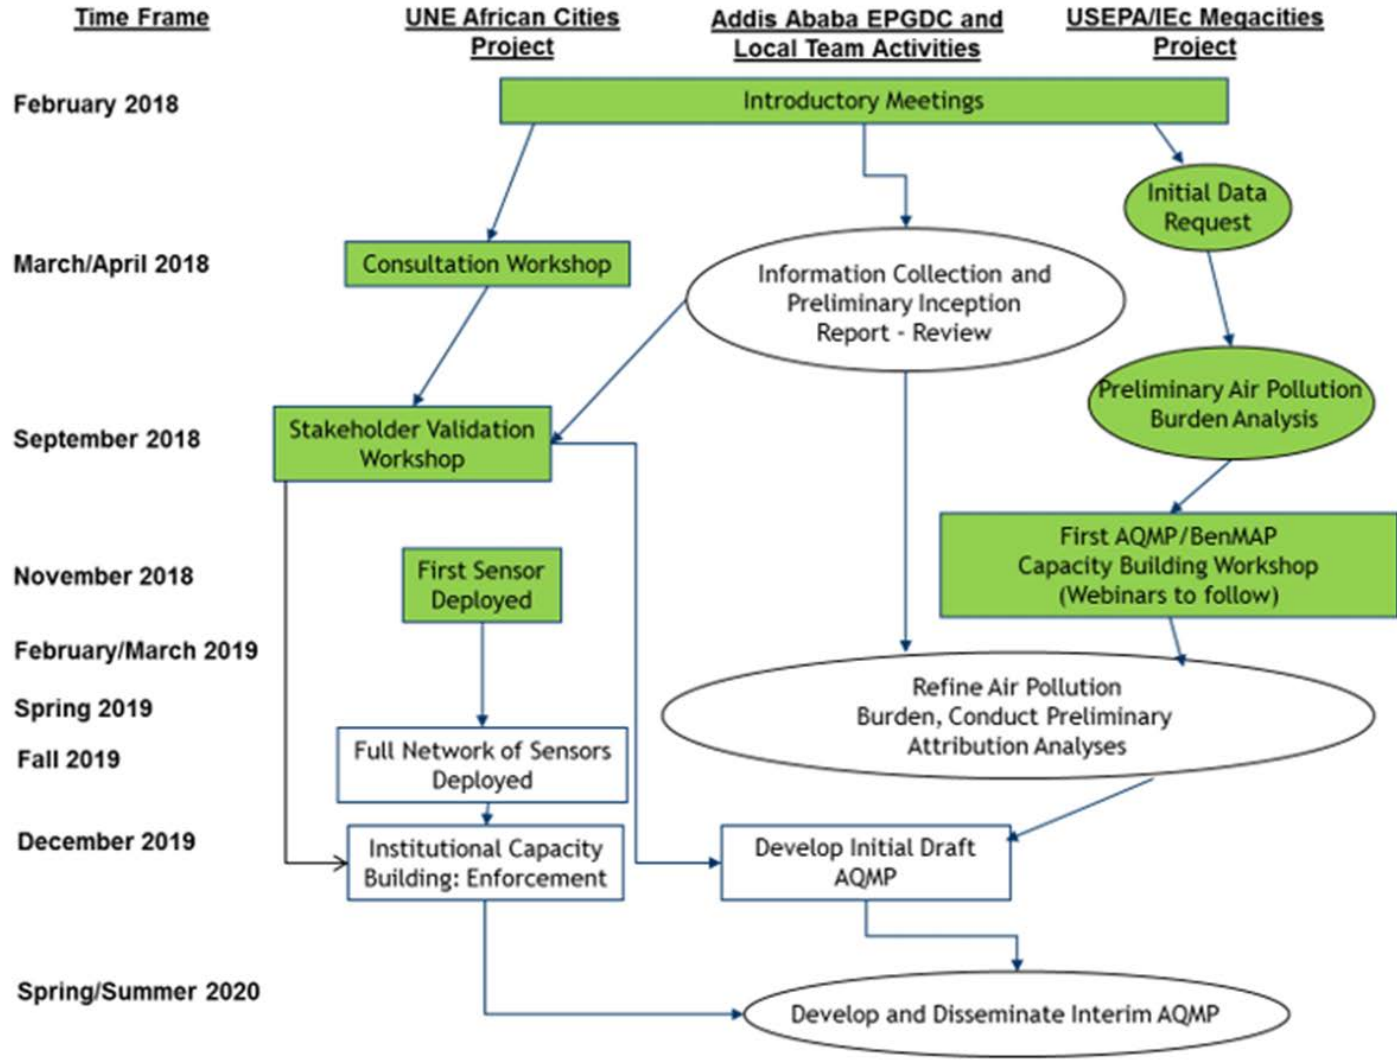 Time Frame
UNE African Cities
Project
Addis Ababa EPGDC and
Local Team Activities
USEPA/IEc Megacities
Project
February 2018
Introductory Meetings
Initial Data
Request
March/April 2018
Consultation Workshop
Information Collection and
Preliminary Inception
Report - Review
Preliminary Air Pollution
Burden Analysis
September 2018
Stakeholder Validation
Workshop
First AQMP/BenMAP
Capacity Building Workshop
(Webinars to follow)
November 2018
First Sensor
Deployed
February/March 2019
Refine Air Pollution
Burden, Conduct Preliminary
Attribution Analyses
Spring 2019
Fall 2019
Full Network of Sensors
Deployed
December 2019
Institutional Capacity
Building: Enforcement
Develop Initial Draft
AQMP
Spring/Summer 2020
Develop and Disseminate Interim AQMP